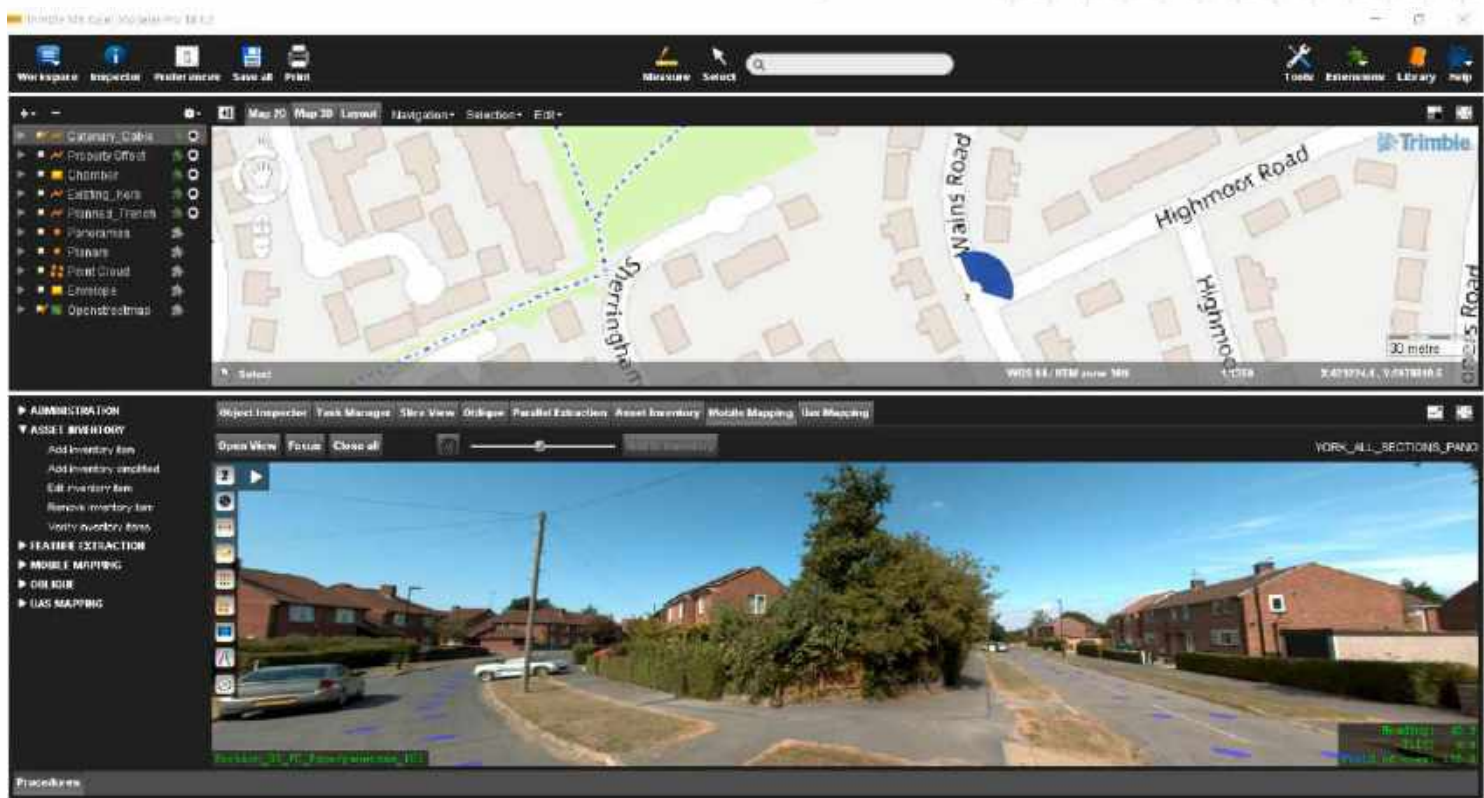 Workspace Inspector Preferences Save all Print
Measure Select
Tools Extensions Library Help
Map 2D Map 3D Layout Navigation Selection Edit
Catenary_Cable
Property Offset
Chamber
Existing_Kerb
Planned_Trench
Panoramas
Planars
Point Cloud
Envelope
Openstreetmap
Trimble
Wains Road
Highmoor Road
Sherringham
Highmoor
30 metre
Select
ADMINISTRATION
ASSET INVENTORY
Add inventory item
Add inventory simplified
Edit inventory item
Remove inventory item
Verify inventory items
FEATURE EXTRACTION
MOBILE MAPPING
OBLIQUE
UAS MAPPING
Object Inspector Task Manager Slice View Oblique Parallel Extraction Asset Inventory Mobile Mapping Uas Mapping
Open View Focus Close all
YORK_ALL_SECTIONS_PANO
Procedures